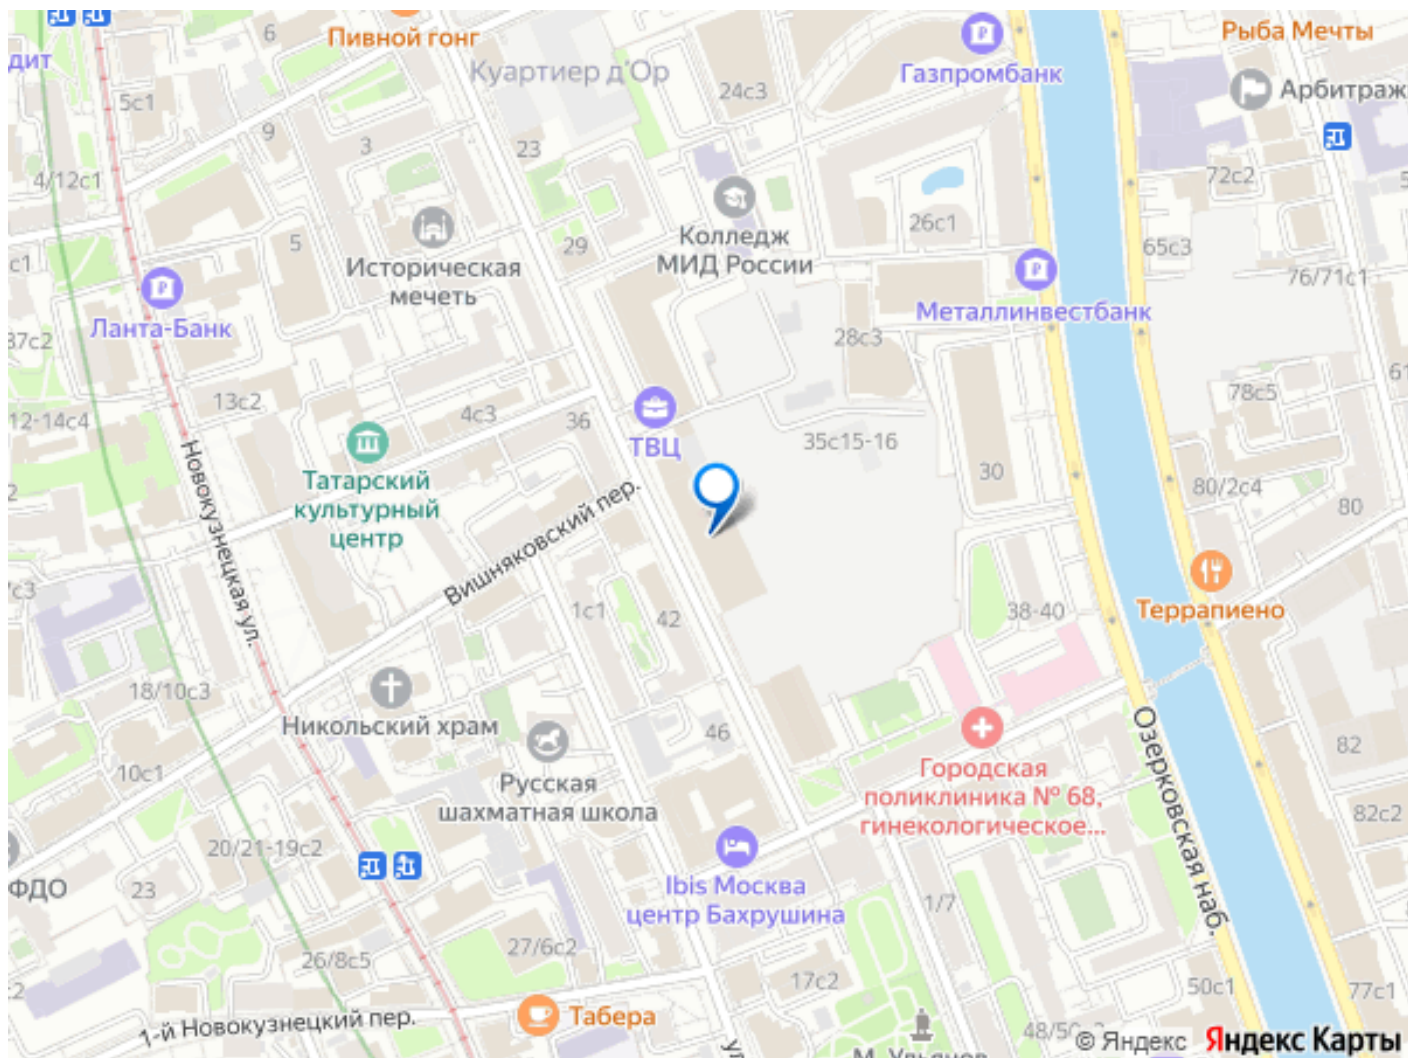 Пивной гонг
Рыба Мечты
6
дит
Куартиер д'Ор
Газпромбанк
5с1
24с3
Арбитраж
9
3
23
4/12с1
72с2
26с1
Колледж
МИД России
5
29
65с3
Историческая
мечеть
с1
76/71с1
Ланта-Банк
Металлинвестбанк
37с2
28с3
61
13с2
78с5
12-14с4
4с3
36
ТВЦ
35с15-16
30
Татарский
культурный
центр
80/2с4
80
2
Новокузнецкая ул.
Вишняковский пер.
7с3
1с1
42
38-40
Террапиено
18/10с3
Никольский храм
46
Озерковская наб.
82
10с1
Русская
шахматная школа
Городская
поликлиника № 68,
гинекологическое...
82с2
20/21-19с2
ФДО
23
Ibis Москва
центр Бахрушина
1/7
27/6с2
26/8с5
17с2
2
50с1
77с1
1-й Новокузнецкий пер.
Табера
© Яндекс Яндекс Карты